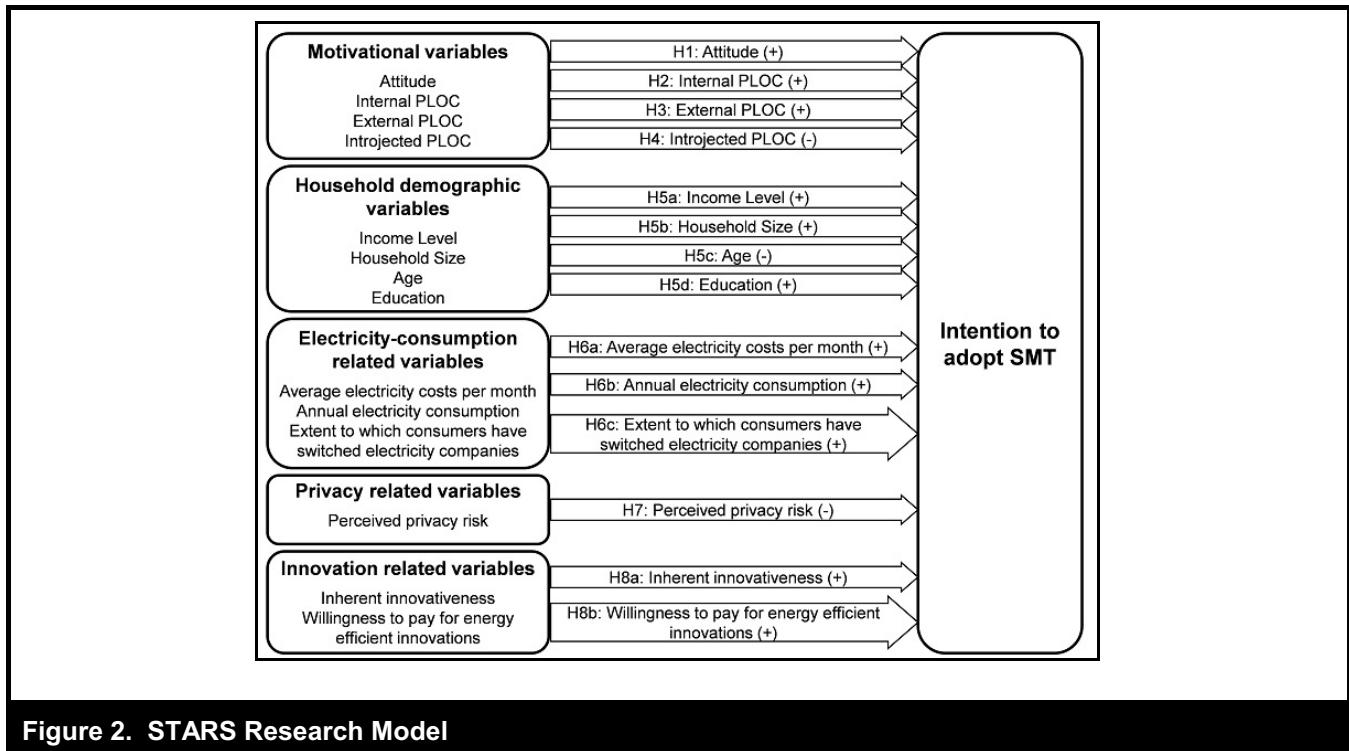 Motivational variables
Attitude
Internal PLOC
External PLOC
Introjected PLOC
H1: Attitude (+)
H2: Internal PLOC (+)
H3: External PLOC (+)
H4: Introjected PLOC (-)
Household demographic
variables
Income Level
Household Size
Age
Education
H5a: Income Level (+)
H5b: Household Size (+)
H5c: Age (-)
H5d: Education (+)
Electricity-consumption
related variables
Average electricity costs per month
Annual electricity consumption
Extent to which consumers have
switched electricity companies
H6a: Average electricity costs per month (+)
H6b: Annual electricity consumption (+)
H6c: Extent to which consumers have
switched electricity companies (+)
Privacy related variables
Perceived privacy risk
H7: Perceived privacy risk (-)
Innovation related variables
Inherent innovativeness
Willingness to pay for energy
efficient innovations
H8a: Inherent innovativeness (+)
H8b: Willingness to pay for energy efficient
innovations (+)
Intention to
adopt SMT
Figure 2. STARS Research Model